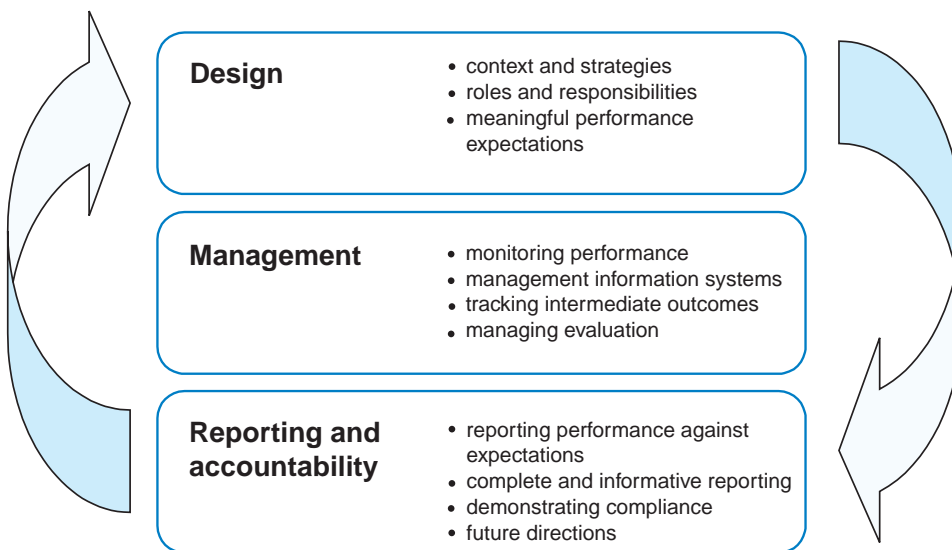 Design
• context and strategies
• roles and responsibilities
• meaningful performance
expectations
Management
• monitoring performance
• management information systems
• tracking intermediate outcomes
• managing evaluation
Reporting and
accountability
• reporting performance against
expectations
• complete and informative reporting
• demonstrating compliance
• future directions